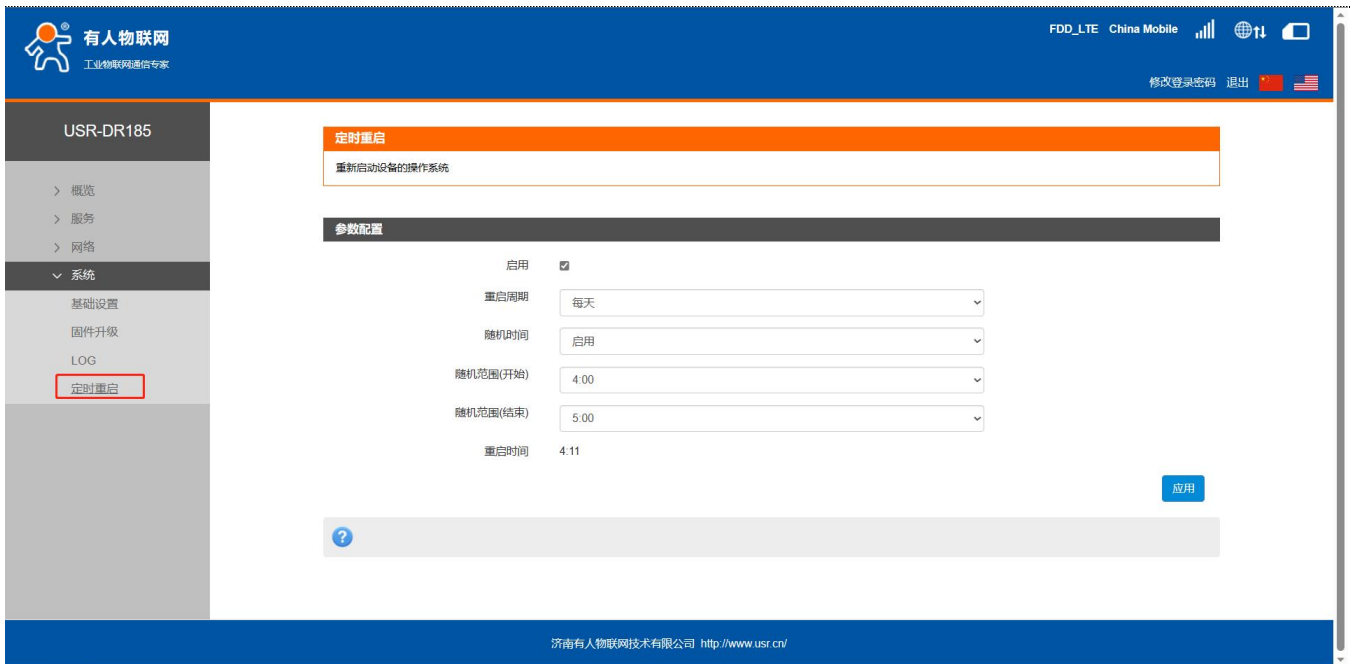 有人物联网®
工业物联网通信专家
FDD_LTE China Mobile
修改登录密码 退出
USR-DR185
概览
服务
网络
系统
基础设置
固件升级
LOG
定时重启
定时重启
重新启动设备的操作系统
参数配置
启用
重启周期 每天
随机时间 启用
随机范围(开始) 4:00
随机范围(结束) 5:00
重启时间 4:11
应用
?
济南有人物联网技术有限公司 http://www.usr.cn/